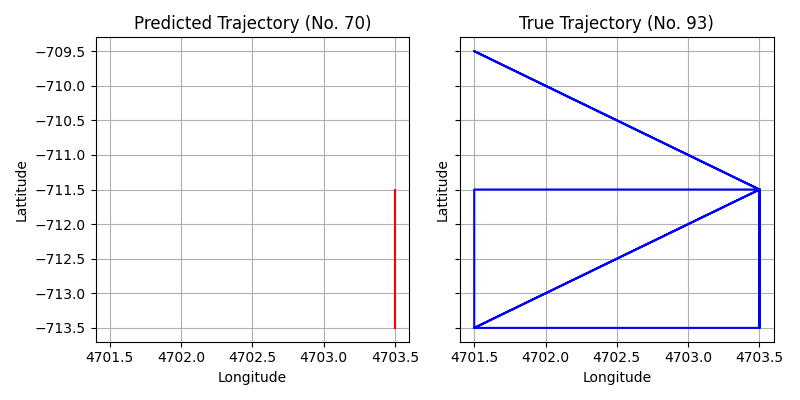 Predicted Trajectory (No. 70)
−709.5
−710.0
−710.5
−711.0
−711.5
−712.0
−712.5
−713.0
−713.5
Lattitude
4701.5 4702.0 4702.5 4703.0 4703.5
Longitude
True Trajectory (No. 93)
Lattitude
4701.5 4702.0 4702.5 4703.0 4703.5
Longitude